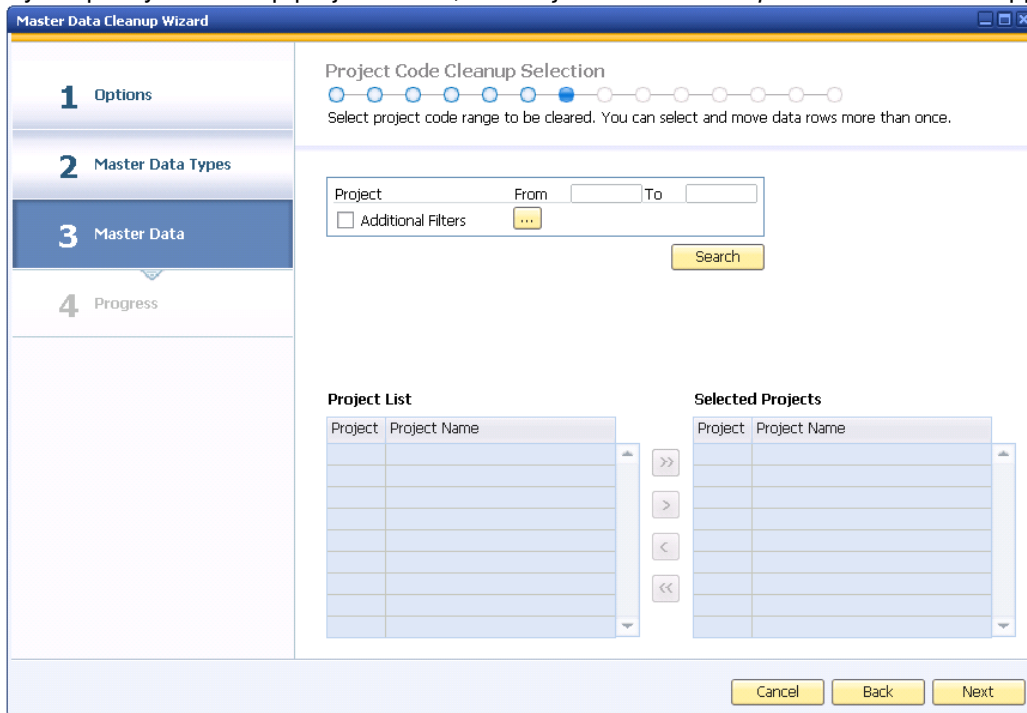 Master Data Cleanup Wizard
1 Options
2 Master Data Types
3 Master Data
4 Progress
Project Code Cleanup Selection
Select project code range to be cleared. You can select and move data rows more than once.
Project From To
Additional Filters ...
Search
Project List
Project Project Name
Selected Projects
Project Project Name
>>
>
<
<<
Cancel Back Next